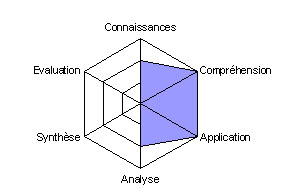 Connaissances
Evaluation
Compréhension
Synthèse
Application
Analyse